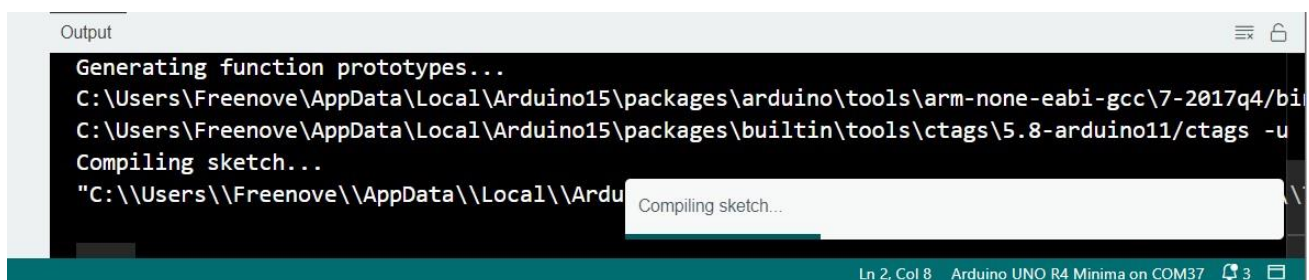 Output
Generating function prototypes...
C:\Users\Freenove\AppData\Local\Arduino15\packages\arduino\tools\arm-none-eabi-gcc\7-2017q4/bi
C:\Users\Freenove\AppData\Local\Arduino15\packages\builtin\tools\ctags\5.8-arduino11/ctags -u
Compiling sketch...
"C:\\Users\\Freenove\\AppData\\Local\\Ardu
Compiling sketch...
Ln 2, Col 8 Arduino UNO R4 Minima on COM37 3